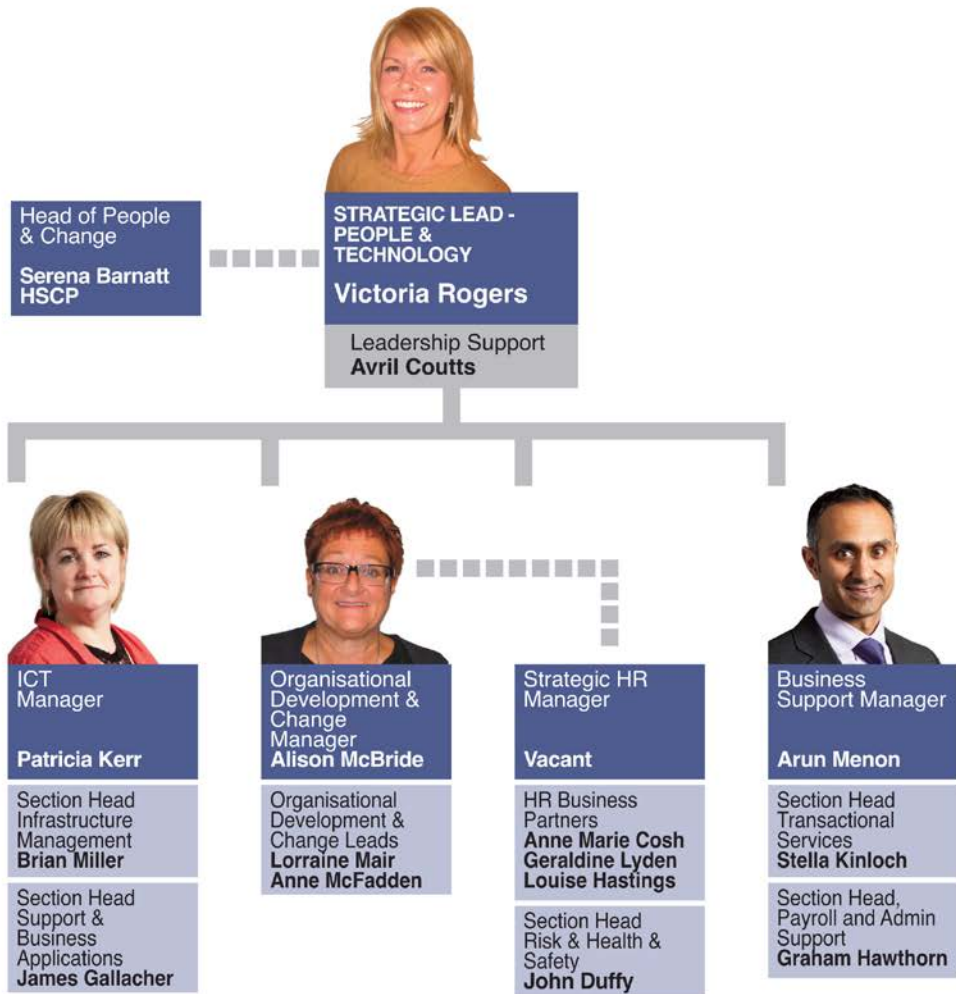 Head of People
& Change
Serena Barnatt
HSCP
STRATEGIC LEAD -
PEOPLE &
TECHNOLOGY
Victoria Rogers
Leadership Support
Avril Coutts
ICT
Manager
Patricia Kerr
Section Head
Infrastructure
Management
Brian Miller
Section Head
Support &
Business
Applications
James Gallacher
Organisational
Development &
Change
Manager
Alison McBride
Organisational
Development &
Change Leads
Lorraine Mair
Anne McFadden
Strategic HR
Manager
Vacant
HR Business
Partners
Anne Marie Cosh
Geraldine Lyden
Louise Hastings
Section Head
Risk & Health &
Safety
John Duffy
Business
Support Manager
Arun Menon
Section Head
Transactional
Services
Stella Kinloch
Section Head,
Payroll and Admin
Support
Graham Hawthorn